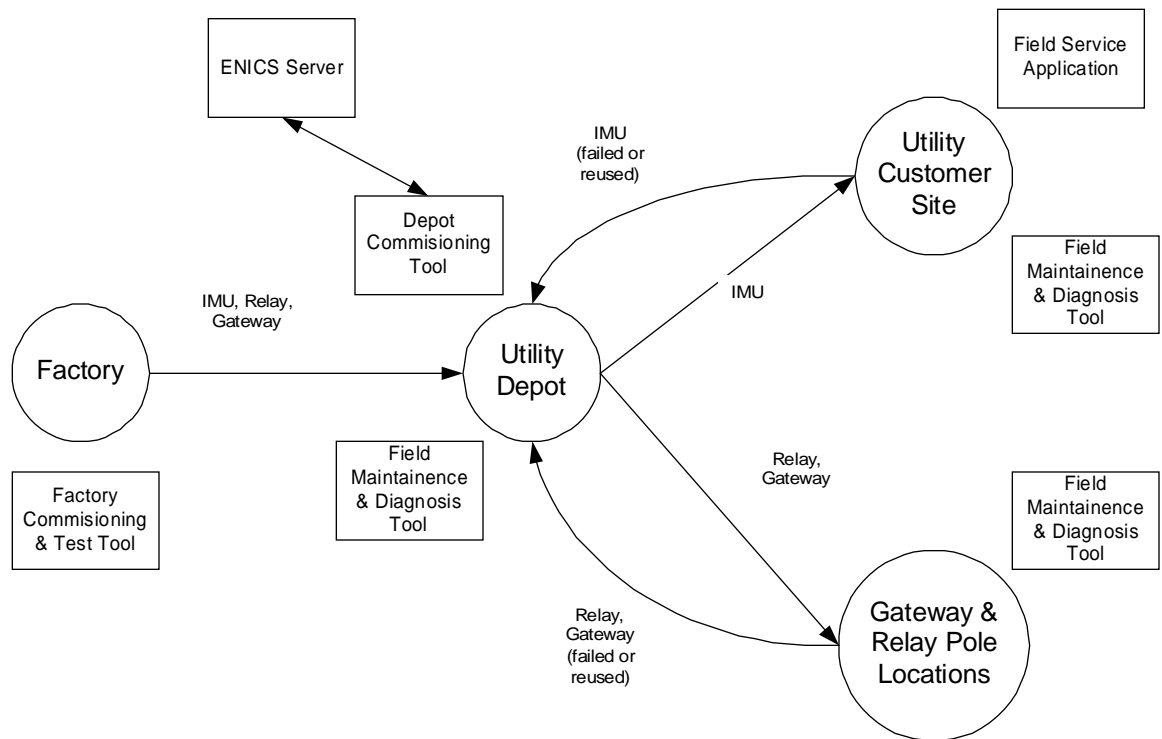 ENICS Server
Field Service
Application
IMU
(failed or
reused)
Utility
Customer
Site
Depot
Commisioning
Tool
Field
Maintainence
& Diagnosis
Tool
IMU
IMU, Relay,
Gateway
Factory
Utility
Depot
Factory
Commisioning
& Test Tool
Field
Maintainence
& Diagnosis
Tool
Relay,
Gateway
Field
Maintainence
& Diagnosis
Tool
Relay,
Gateway
(failed or
reused)
Gateway &
Relay Pole
Locations